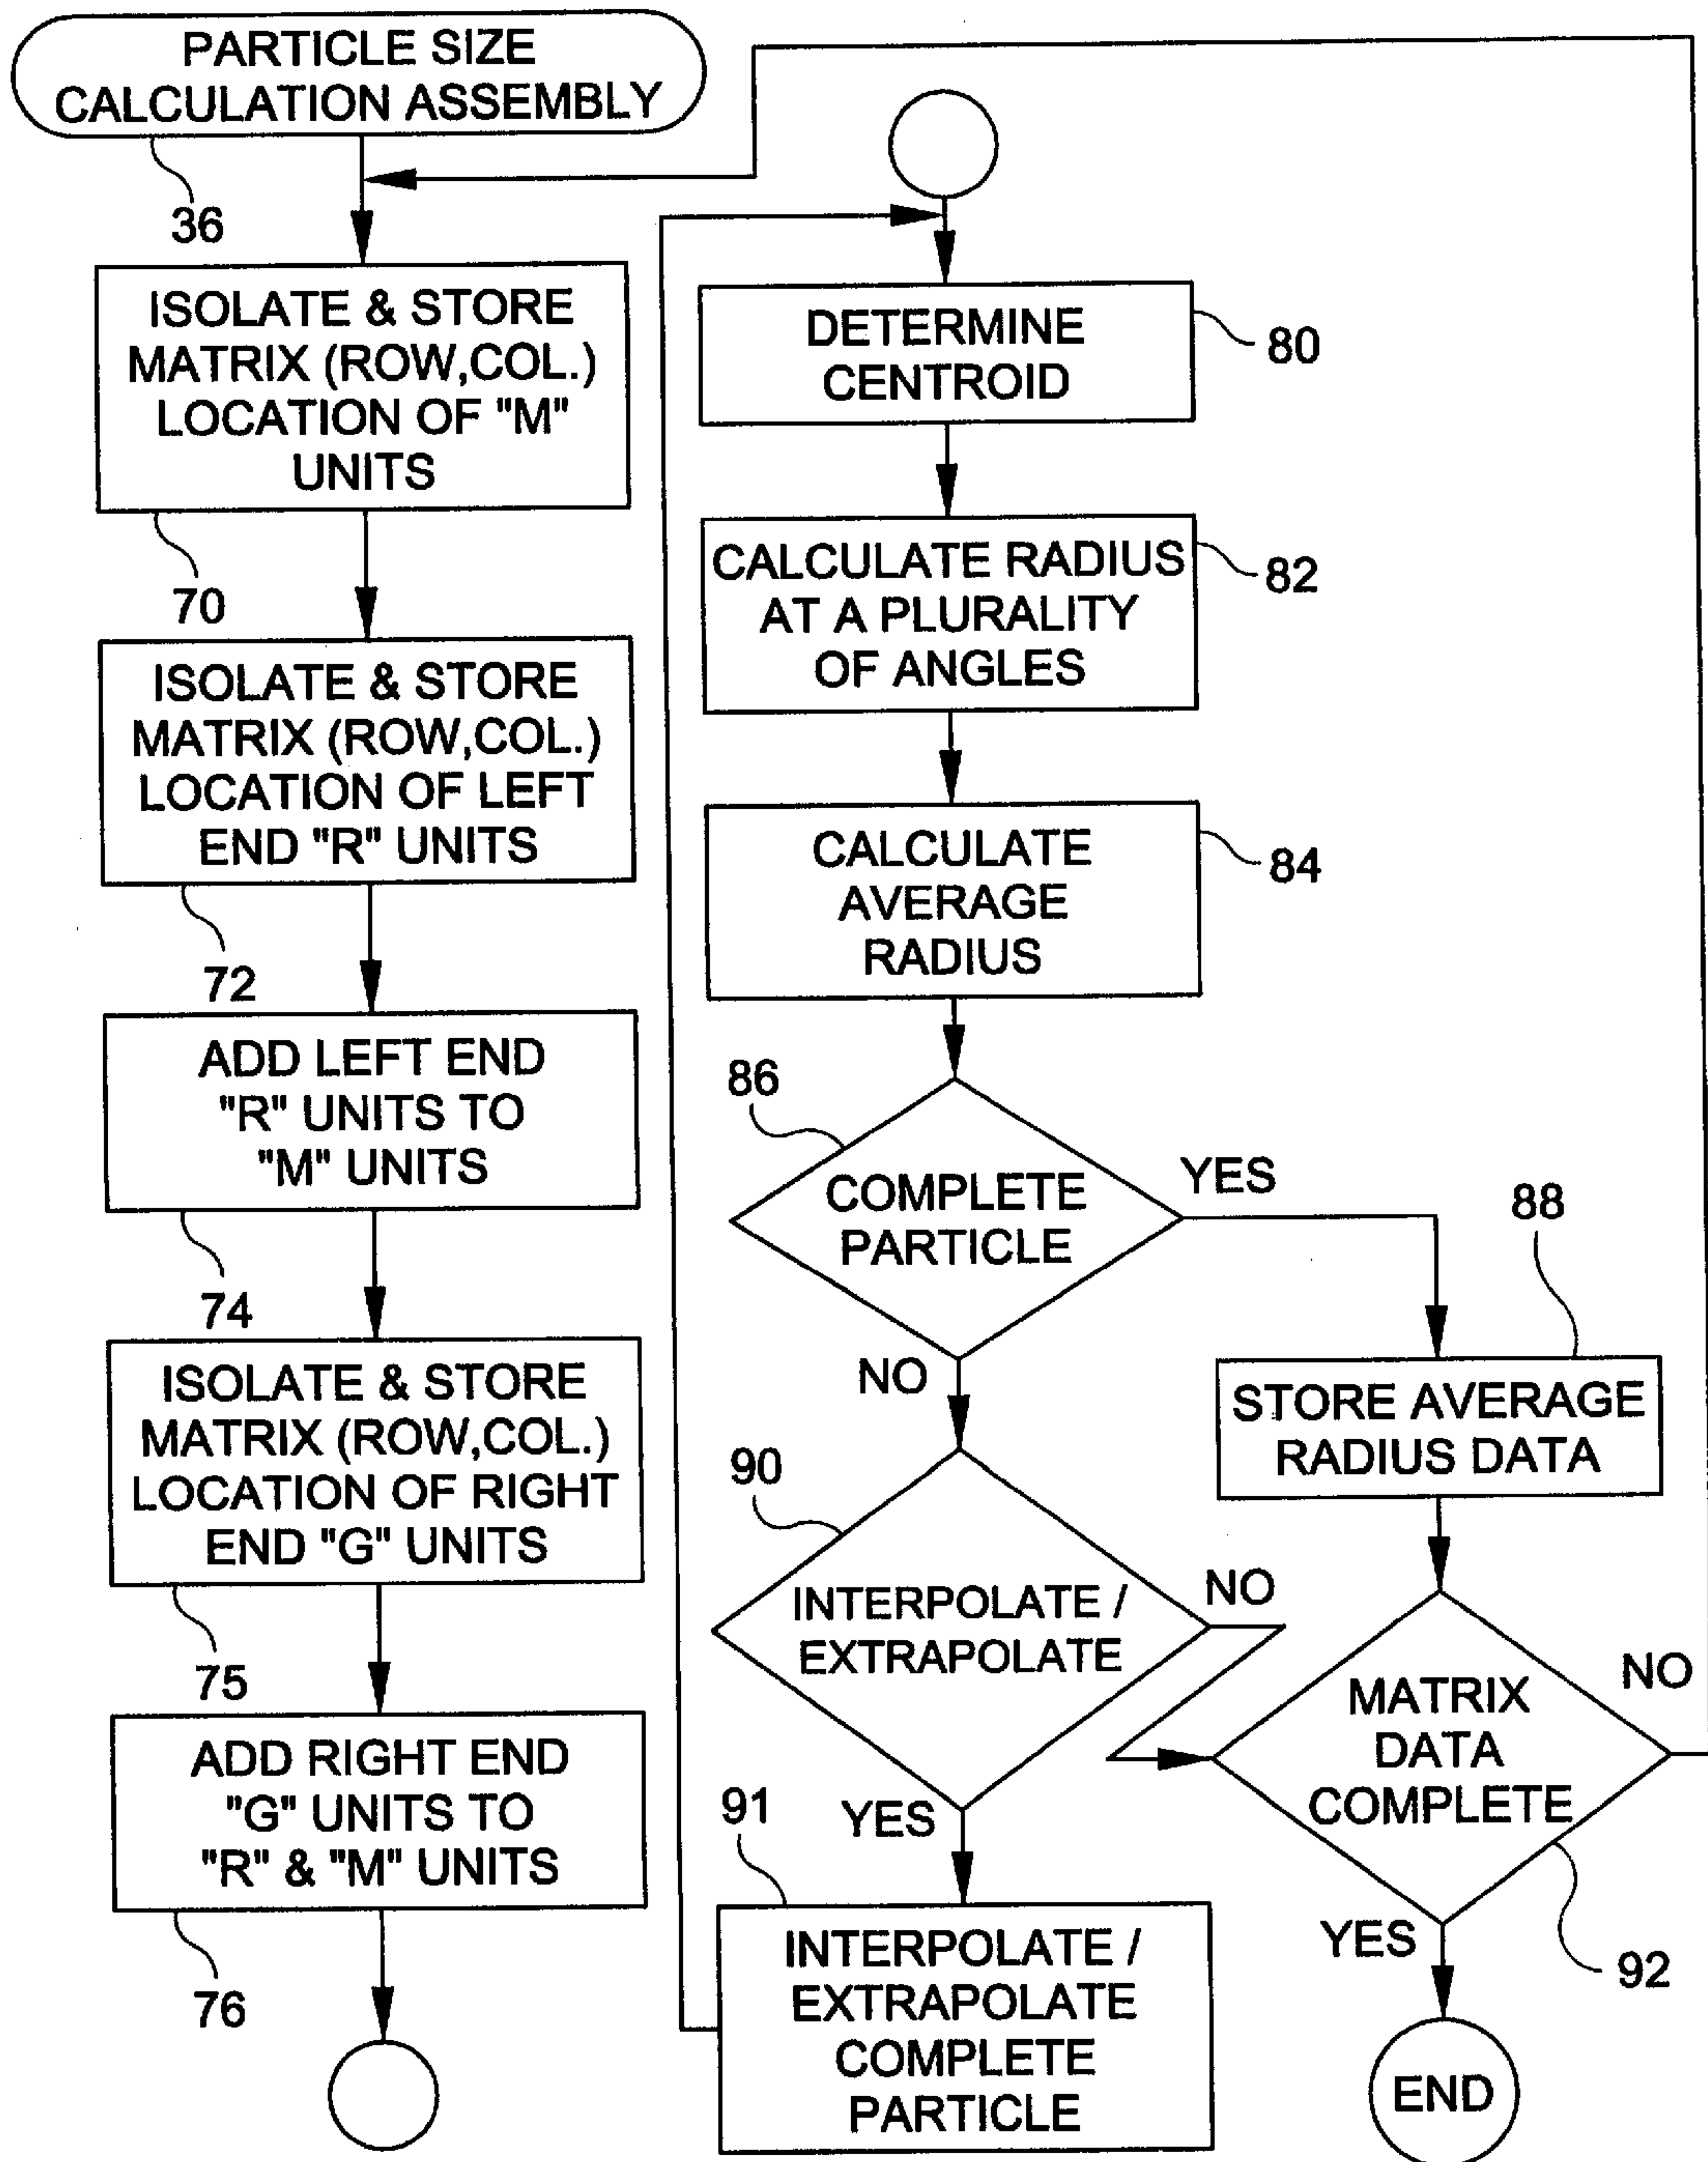 PARTICLE SIZE
CALCULATION ASSEMBLY
36
ISOLATE & STORE
MATRIX (ROW,COL.)
LOCATION OF "M"
UNITS
70
ISOLATE & STORE
MATRIX (ROW,COL.)
LOCATION OF LEFT
END "R" UNITS
72
ADD LEFT END
"R" UNITS TO
"M" UNITS
74
ISOLATE & STORE
MATRIX (ROW,COL.)
LOCATION OF RIGHT
END "G" UNITS
75
ADD RIGHT END
"G" UNITS TO
"R" & "M" UNITS
76
DETERMINE
CENTROID
80
CALCULATE RADIUS
AT A PLURALITY
OF ANGLES
82
CALCULATE
AVERAGE
RADIUS
84
86
COMPLETE
PARTICLE
YES
NO
88
STORE AVERAGE
RADIUS DATA
90
INTERPOLATE /
EXTRAPOLATE
NO
YES
91
INTERPOLATE /
EXTRAPOLATE
COMPLETE
PARTICLE
MATRIX
DATA
COMPLETE
NO
YES
92
END